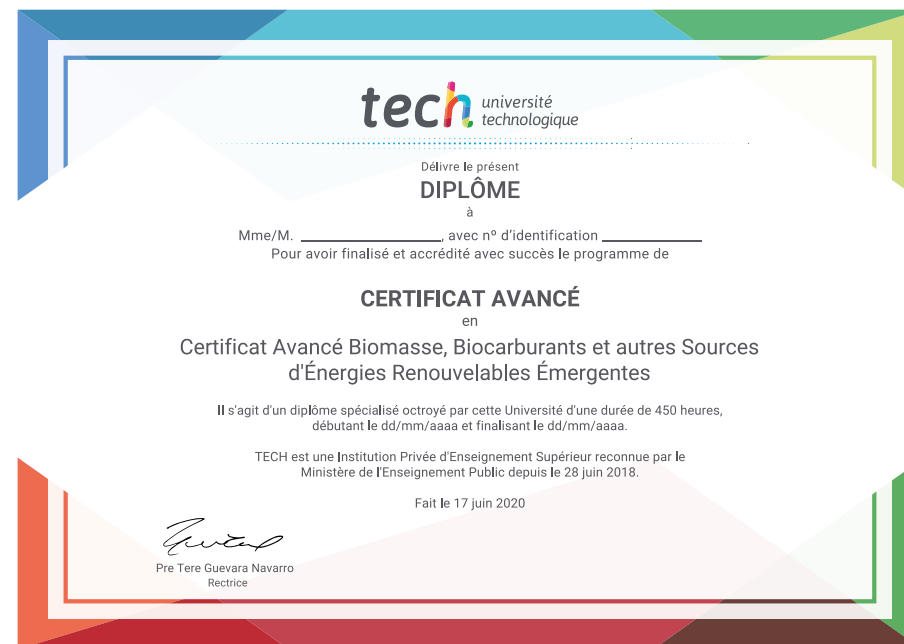 tech université
technologique
Délivre le présent
DIPLÔME
à
Mme/M. ____________________, avec nº d'identification ______________
Pour avoir finalisé et accrédité avec succès le programme de
CERTIFICAT AVANCÉ
en
Certificat Avancé Biomasse, Biocarburants et autres Sources
d'Énergies Renouvelables Émergentes
Il s'agit d'un diplôme spécialisé octroyé par cette Université d'une durée de 450 heures,
débutant le dd/mm/aaaa et finalisant le dd/mm/aaaa.
TECH est une Institution Privée d'Enseignement Supérieur reconnue par le
Ministère de l'Enseignement Public depuis le 28 juin 2018.
Fait le 17 juin 2020
Pre Tere Guevara Navarro
Rectrice